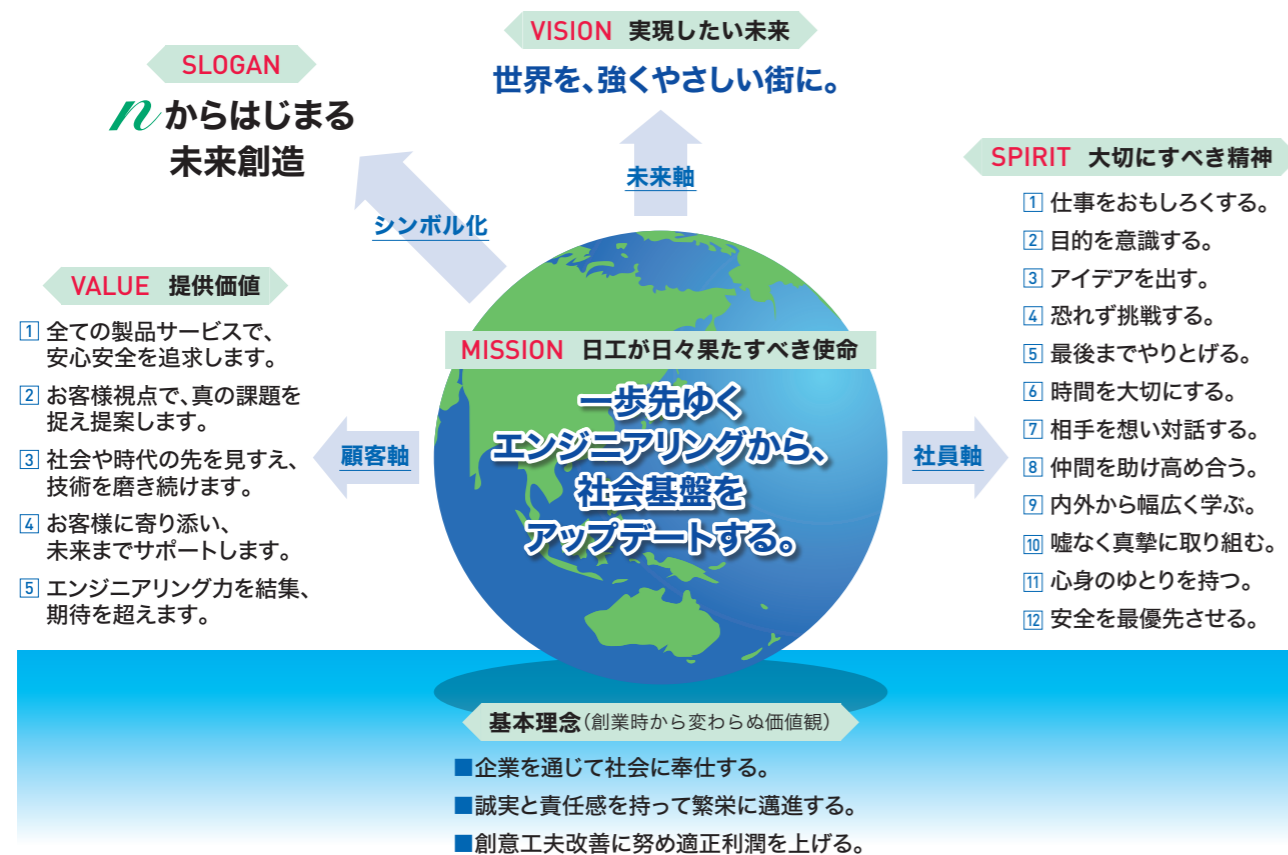 SLOGAN
nからはじまる
未来創造
VISION 実現したい未来
世界を、強くやさしい街に。
未来軸
シンボル化
VALUE 提供価値
1 全ての製品サービスで、
安心安全を追求します。
2 お客様視点で、真の課題を
捉え提案します。
3 社会や時代の先を見すえ、
技術を磨き続けます。
4 お客様に寄り添い、
未来までサポートします。
5 エンジニアリング力を結集、
期待を超えます。
顧客軸
MISSION 日工が日々果たすべき使命
一歩先ゆく
エンジニアリングから、
社会基盤を
アップデートする。
社員軸
SPIRIT 大切にすべき精神
1 仕事をおもしろくする。
2 目的を意識する。
3 アイデアを出す。
4 恐れず挑戦する。
5 最後までやりとげる。
6 時間を大切にする。
7 相手を想い対話する。
8 仲間を助け高め合う。
9 内外から幅広く学ぶ。
10 嘘なく真摯に取り組む。
11 心身のゆとりを持つ。
12 安全を最優先させる。
基本理念(創業時から変わらぬ価値観)
■企業を通じて社会に奉仕する。
■誠実と責任感を持って繁栄に邁進する。
■創意工夫改善に努め適正利潤を上げる。